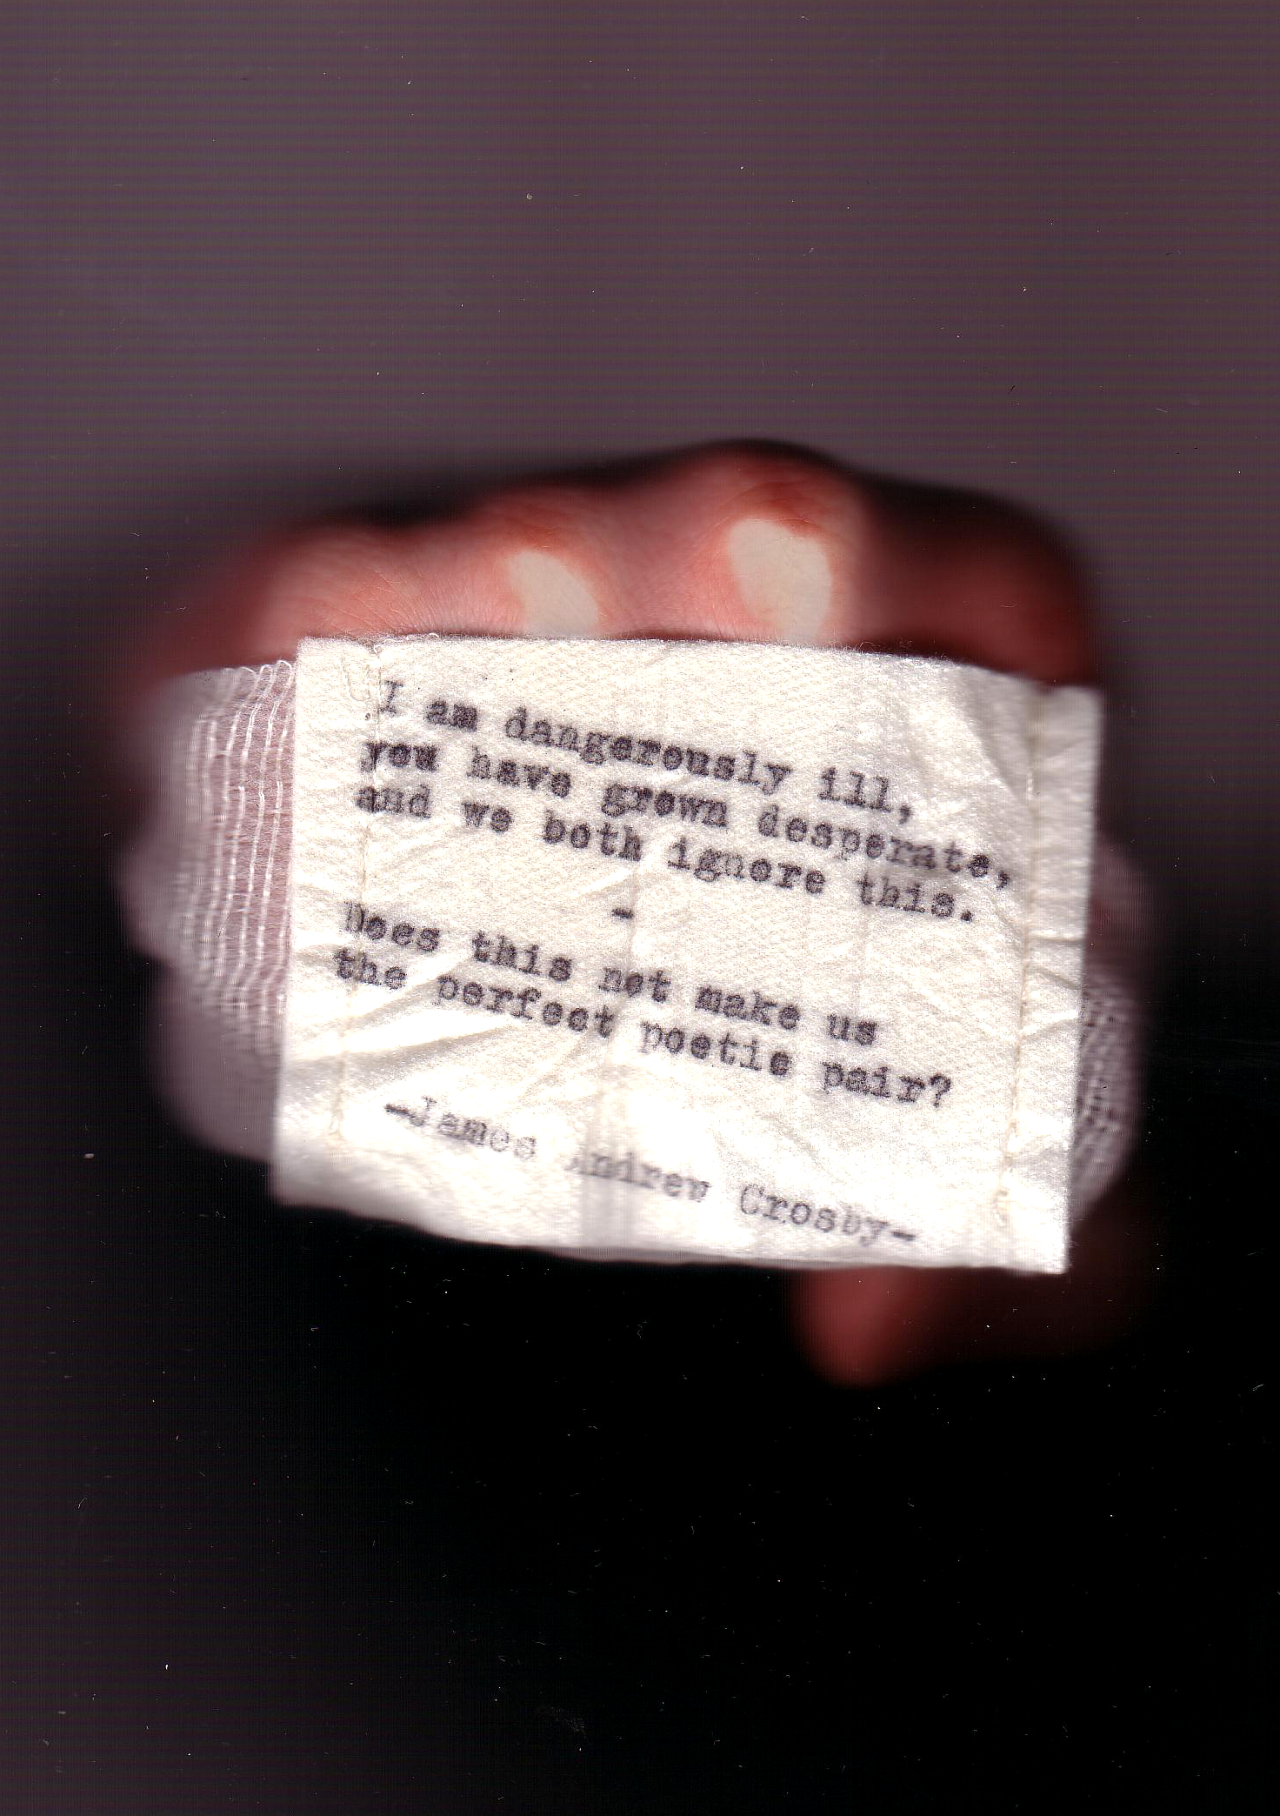 I am dangerously ill,
you have grown desperate,
and we both ignore this.
-
Does this not make us
the perfect poetic pair?
-James Andrew Crosby-